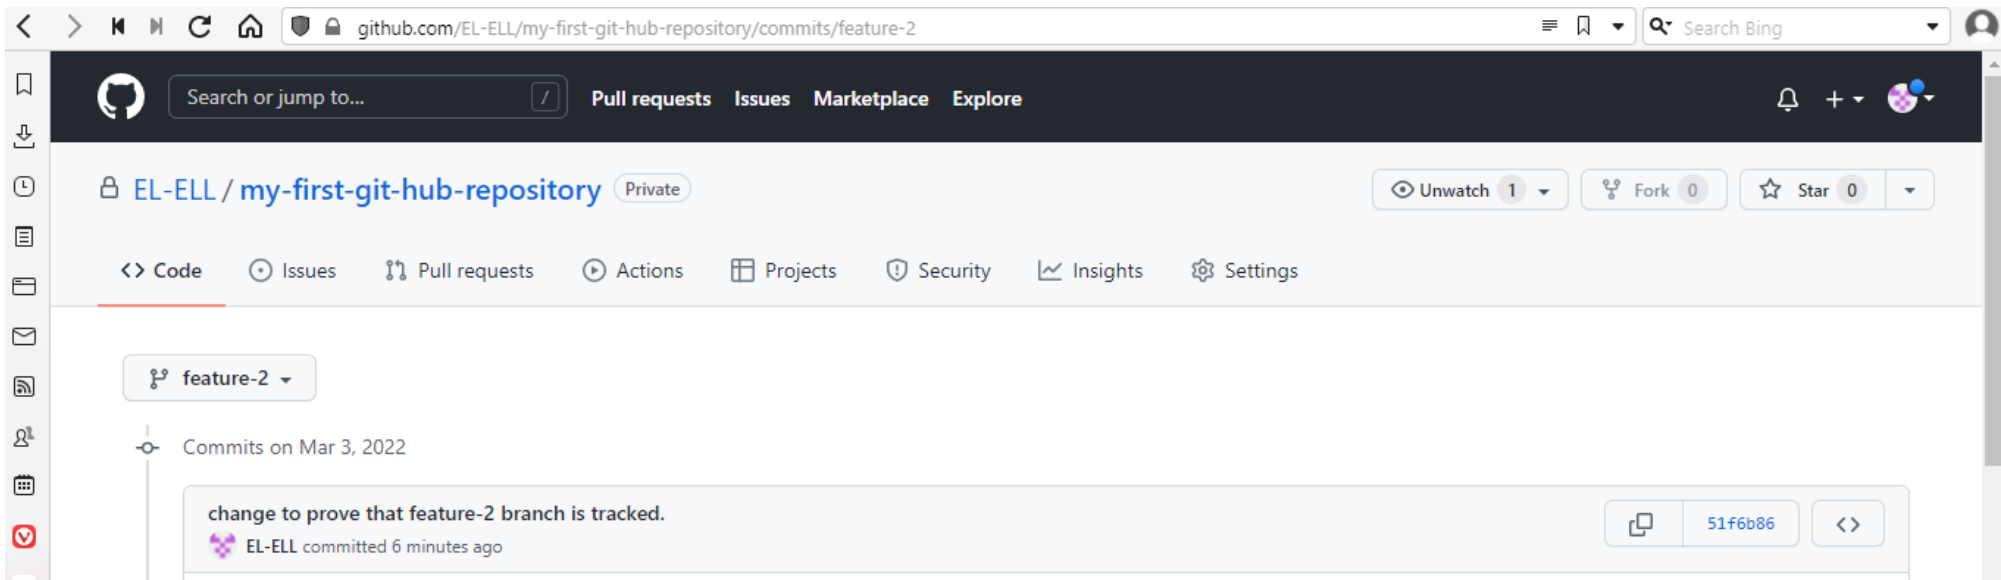 github.com/EL-ELL/my-first-git-hub-repository/commits/feature-2
Search Bing
Search or jump to...
/
Pull requests Issues Marketplace Explore
EL-ELL / my-first-git-hub-repository Private
Unwatch 1
Fork 0
Star 0
<> Code Issues Pull requests Actions Projects Security Insights Settings
feature-2
Commits on Mar 3, 2022
change to prove that feature-2 branch is tracked.
51f6b86
EL-ELL committed 6 minutes ago